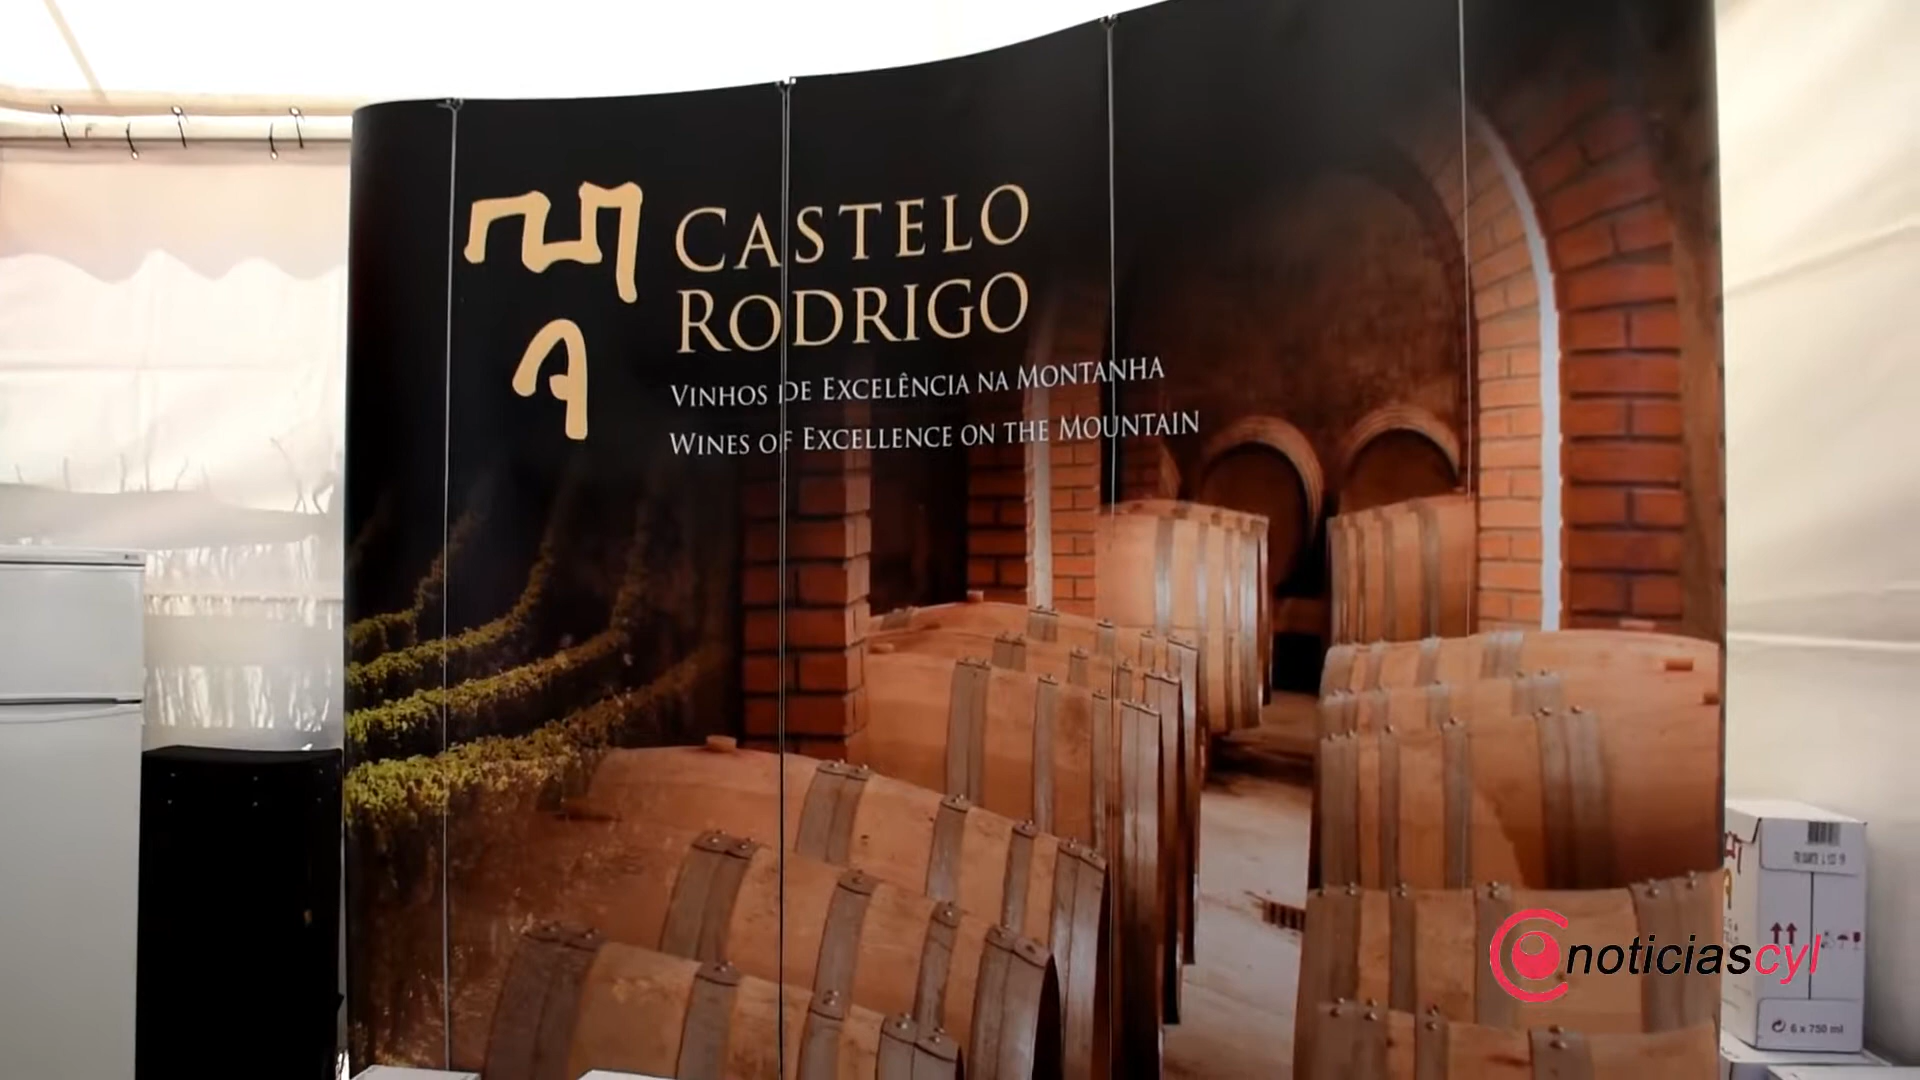 CASTELO
RODRIGO
VINHOS DE EXCELÊNCIA NA MONTANHA
WINES OF EXCELLENCE ON THE MOUNTAIN
noticiascyl
6 x 750 ml